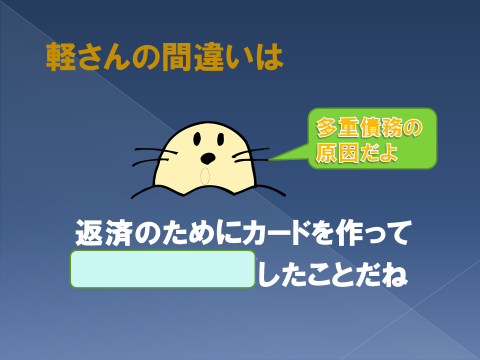 軽さんの間違いは
多重債務の
原因だよ
返済のためにカードを作って
したことだね